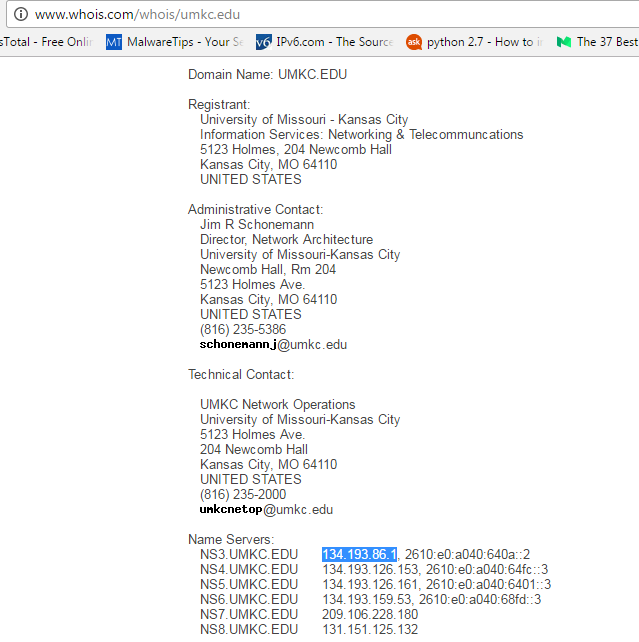 www.whois.com/whois/umkc.edu
sTotal - Free Onlin MT MalwareTips - Your Se v6 IPv6.com - The Source ask python 2.7 - How to in The 37 Best
Domain Name: UMKC.EDU
Registrant:
University of Missouri - Kansas City
Information Services: Networking & Telecommuncations
5123 Holmes, 204 Newcomb Hall
Kansas City, MO 64110
UNITED STATES
Administrative Contact:
Jim R Schonemann
Director, Network Architecture
University of Missouri-Kansas City
Newcomb Hall, Rm 204
5123 Holmes Ave.
Kansas City, MO 64110
UNITED STATES
(816) 235-5386
schonemannj@umkc.edu
Technical Contact:
UMKC Network Operations
University of Missouri-Kansas City
5123 Holmes Ave.
204 Newcomb Hall
Kansas City, MO 64110
UNITED STATES
(816) 235-2000
umkcnetop@umkc.edu
Name Servers:
NS3.UMKC.EDU 134.193.86.1, 2610:e0:a040:640a::2
NS4.UMKC.EDU 134.193.126.153, 2610:e0:a040:64fc::3
NS5.UMKC.EDU 134.193.126.161, 2610:e0:a040:6401::3
NS6.UMKC.EDU 134.193.159.53, 2610:e0:a040:68fd::3
NS7.UMKC.EDU 209.106.228.180
NS8.UMKC.EDU 131.151.125.132